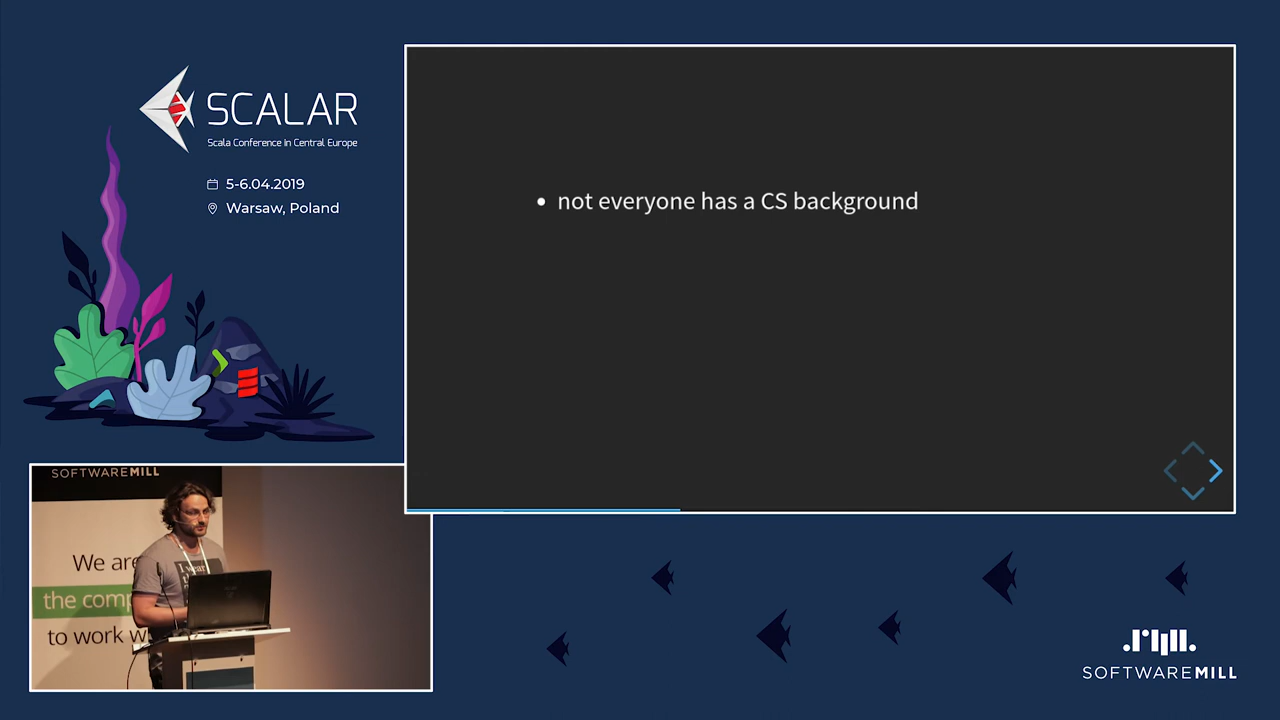 SCALAR
Scala Conference in Central Europe
5-6.04.2019
Warsaw, Poland
• not everyone has a CS background
SOFTWAREMILL
We are
the comp
to work w
I wear
SOFTWAREMILL